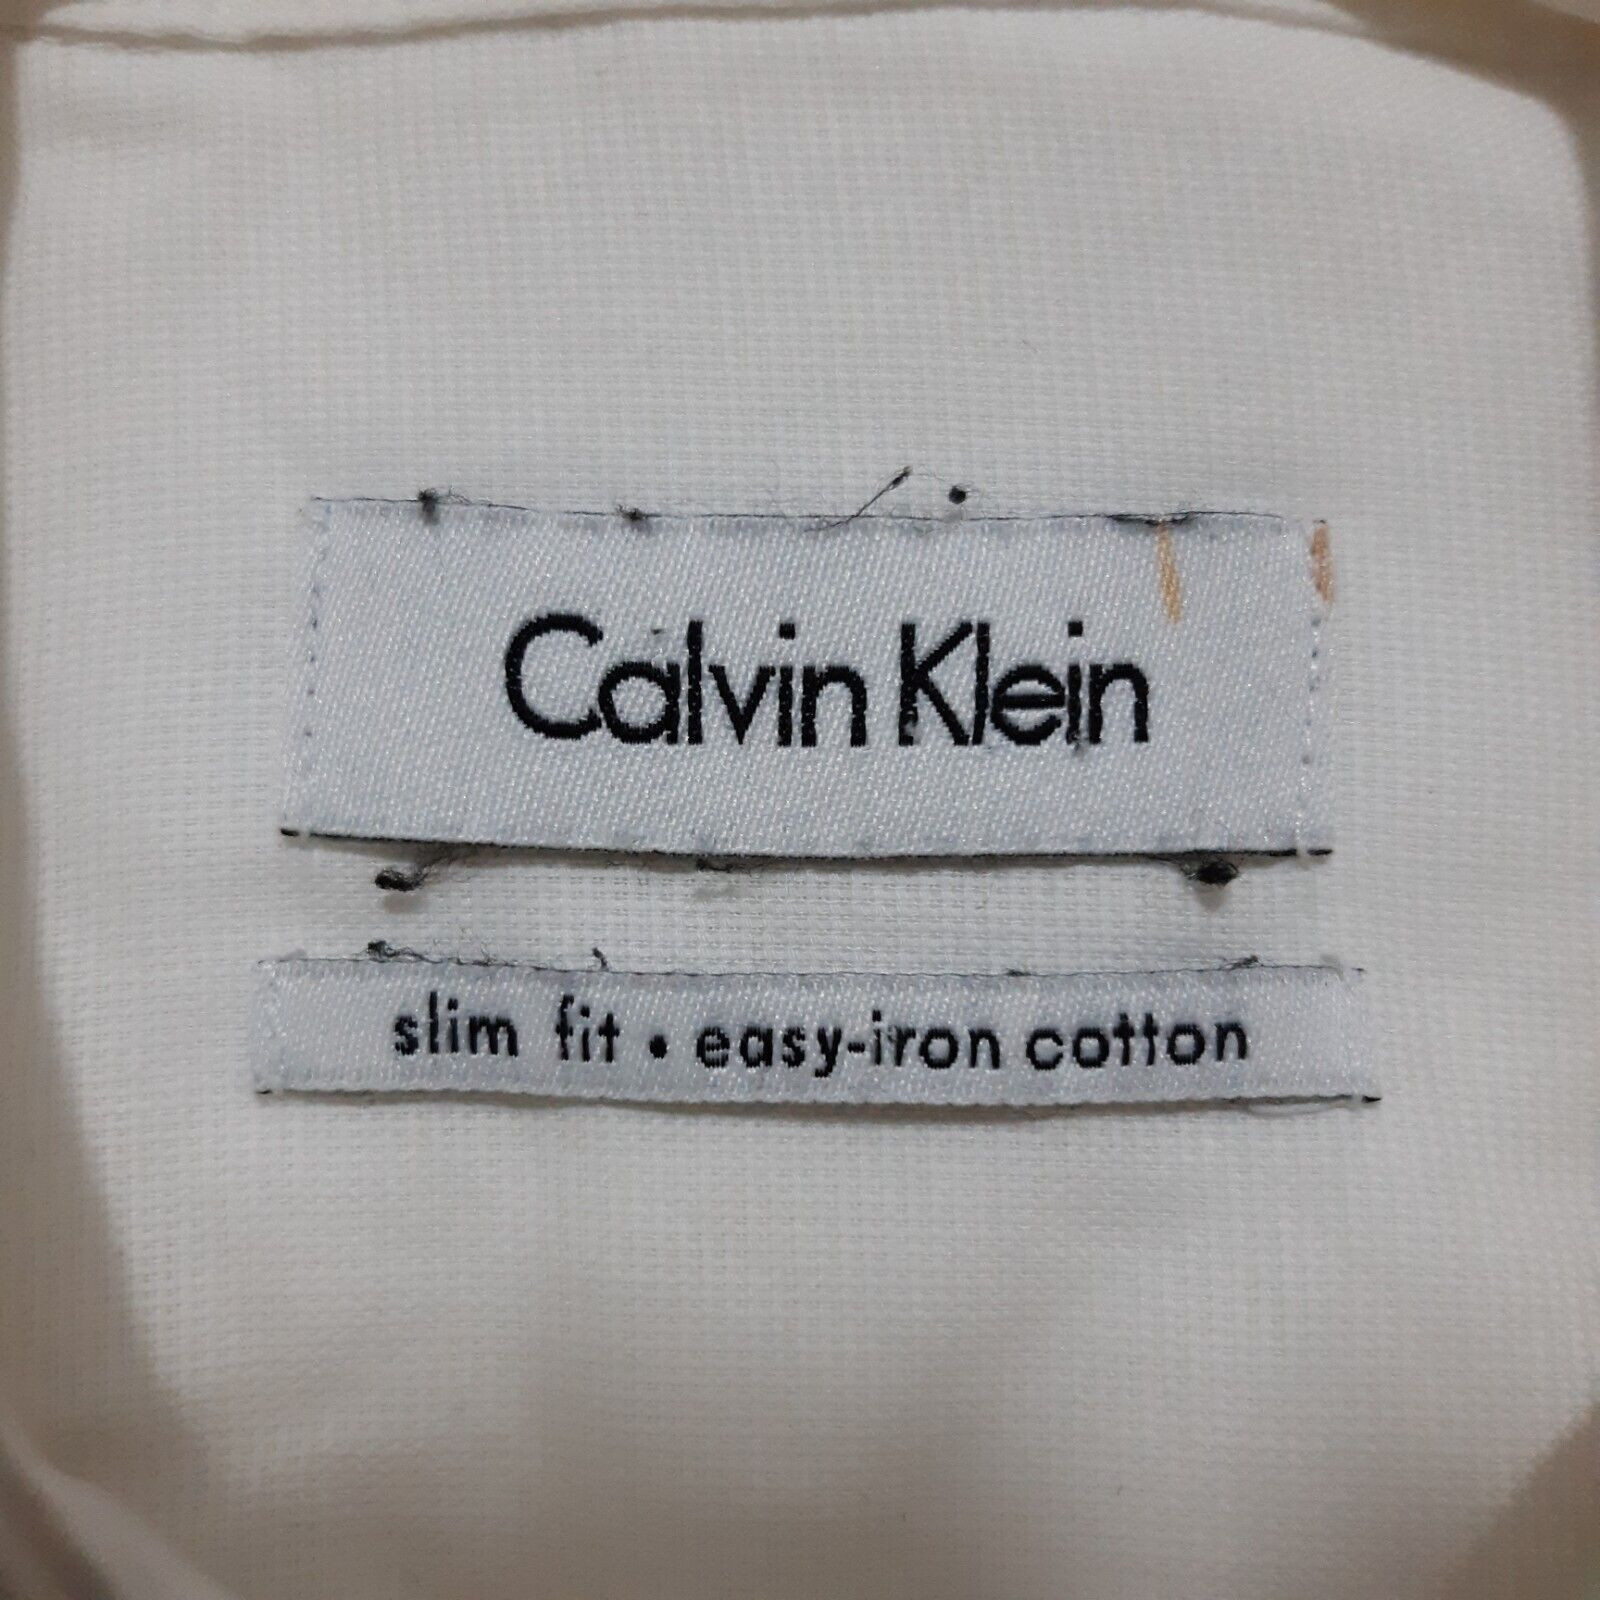 Calvin Klein
slim fit • easy-iron cotton